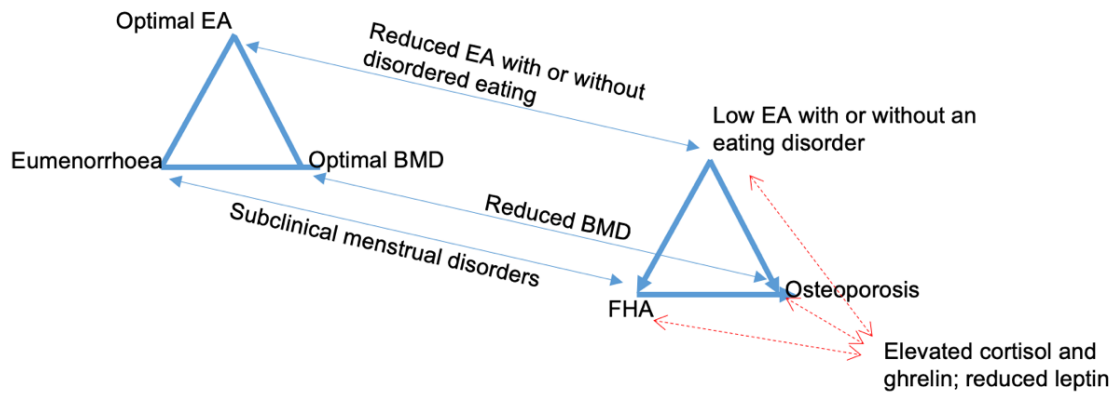 Optimal EA
Reduced EA with or without
disordered eating
Low EA with or without an
eating disorder
Eumenorrhoea
Optimal BMD
Reduced BMD
Subclinical menstrual disorders
Osteoporosis
FHA
Elevated cortisol and
ghrelin; reduced leptin